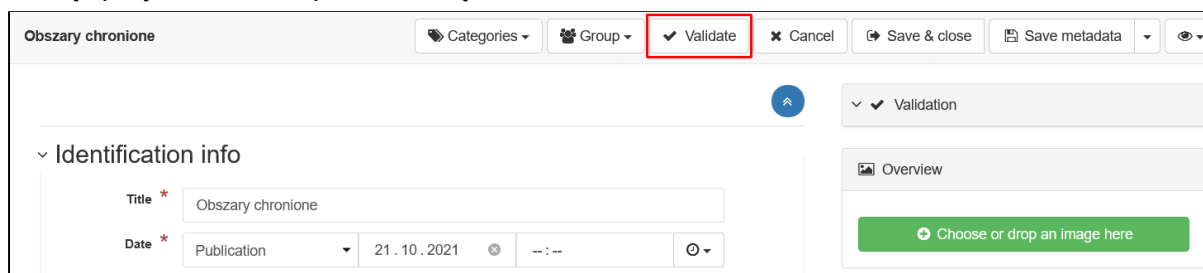 Obszary chronione Categories Group Validate Cancel Save & close Save metadata
Validation
Identification info
Overview
Title * Obszary chronione
Choose or drop an image here
Date * Publication 21.10.2021 --:--